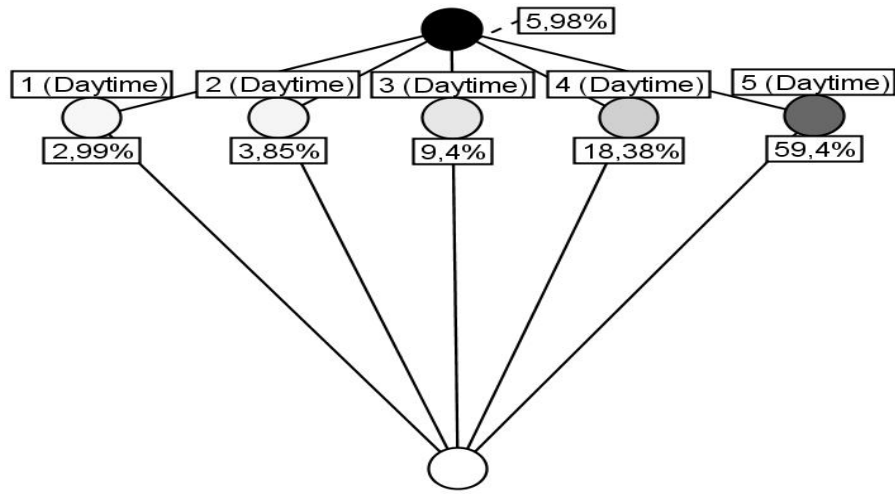 5,98%
1 (Daytime)
2 (Daytime)
3 (Daytime)
4 (Daytime)
5 (Daytime)
2,99%
3,85%
9,4%
18,38%
59,4%